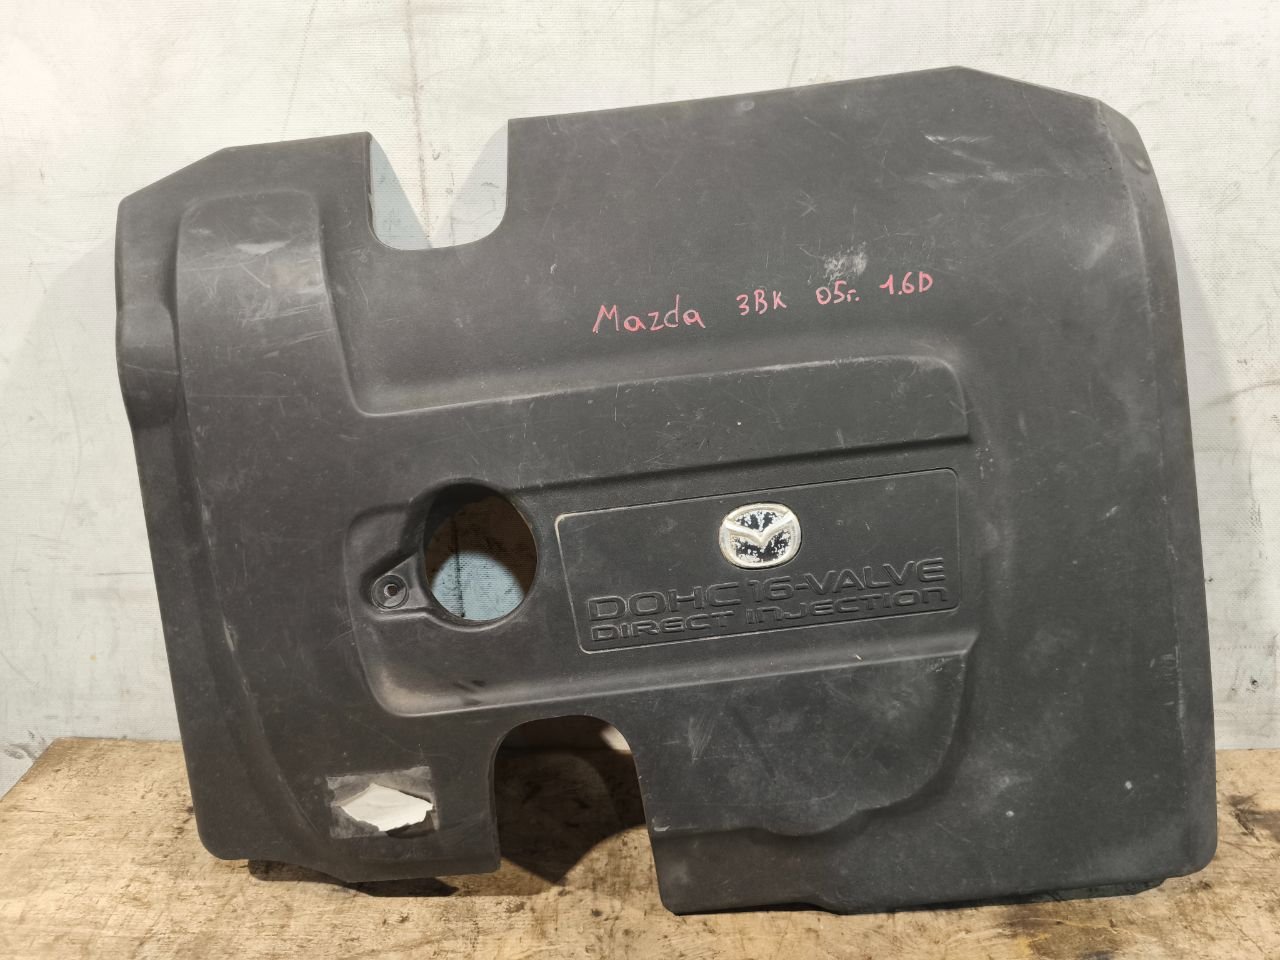 Mazda 3BK 05г. 1.6D
DOHC 16-VALVE
DIRECT INJECTION